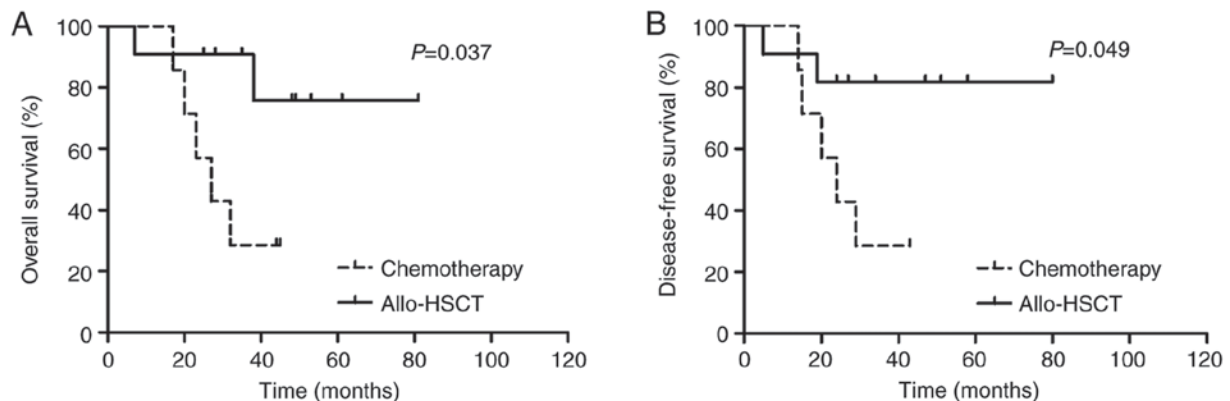 A
100
80
60
40
20
0
Overall survival (%)
P=0.037
Chemotherapy
Allo-HSCT
0 20 40 60 80 100 120
Time (months)
B
100
80
60
40
20
0
Disease-free survival (%)
P=0.049
Chemotherapy
Allo-HSCT
0 20 40 60 80 100 120
Time (months)